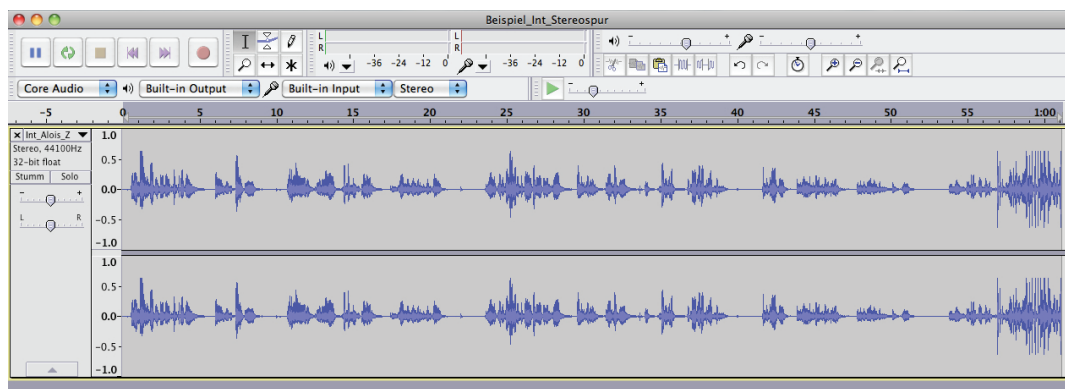 Beispiel_Int_Stereospur
L
R
L
R
-36 -24 -12 0
-36 -24 -12 0
- +
- +
Core Audio
Built-in Output
Built-in Input
Stereo
- +
-5 0 5 10 15 20 25 30 35 40 45 50 55 1:00
Int_Alois_Z
Stereo, 44100Hz
32-bit float
Stumm Solo
- +
L R
1.0
0.5
0.0
-0.5
-1.0
1.0
0.5
0.0
-0.5
-1.0